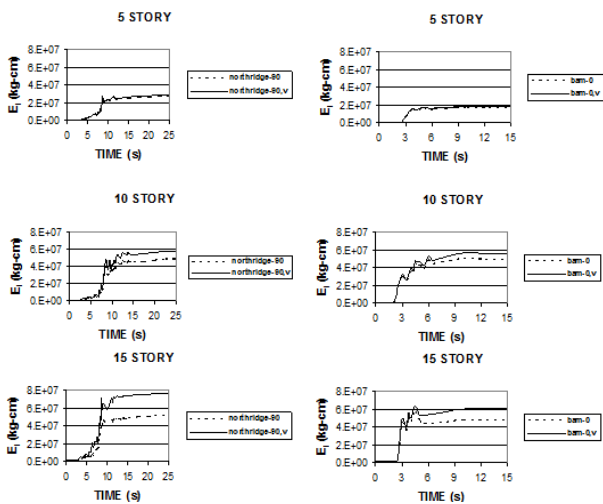 5 STORY
8.E+07
6.E+07
4.E+07
2.E+07
0.E+00
E_I (kg-cm)
0 5 10 15 20 25
TIME (s)
northridge-90
northridge-90,v
5 STORY
8.E+07
6.E+07
4.E+07
2.E+07
0.E+00
E_I (kg-cm)
0 3 6 9 12 15
TIME (s)
bam-0
bam-0,v
10 STORY
8.E+07
6.E+07
4.E+07
2.E+07
0.E+00
E_I (kg-cm)
0 5 10 15 20 25
TIME (s)
northridge-90
northridge-90,v
10 STORY
8.E+07
6.E+07
4.E+07
2.E+07
0.E+00
E_I (kg-cm)
0 3 6 9 12 15
TIME (s)
bam-0
bam-0,v
15 STORY
8.E+07
6.E+07
4.E+07
2.E+07
0.E+00
E_I (kg-cm)
0 5 10 15 20 25
TIME (s)
northridge-90
northridge-90,v
15 STORY
8.E+07
6.E+07
4.E+07
2.E+07
0.E+00
E_I (kg-cm)
0 3 6 9 12 15
TIME (s)
bam-0
bam-0,v